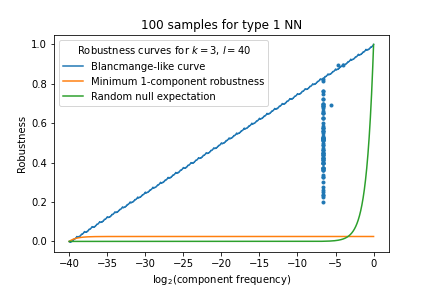 100 samples for type 1 NN
Robustness curves for k = 3, l = 40
Blancmange-like curve
Minimum 1-component robustness
Random null expectation
Robustness
1.0
0.8
0.6
0.4
0.2
0.0
−40 −35 −30 −25 −20 −15 −10 −5 0
log₂(component frequency)